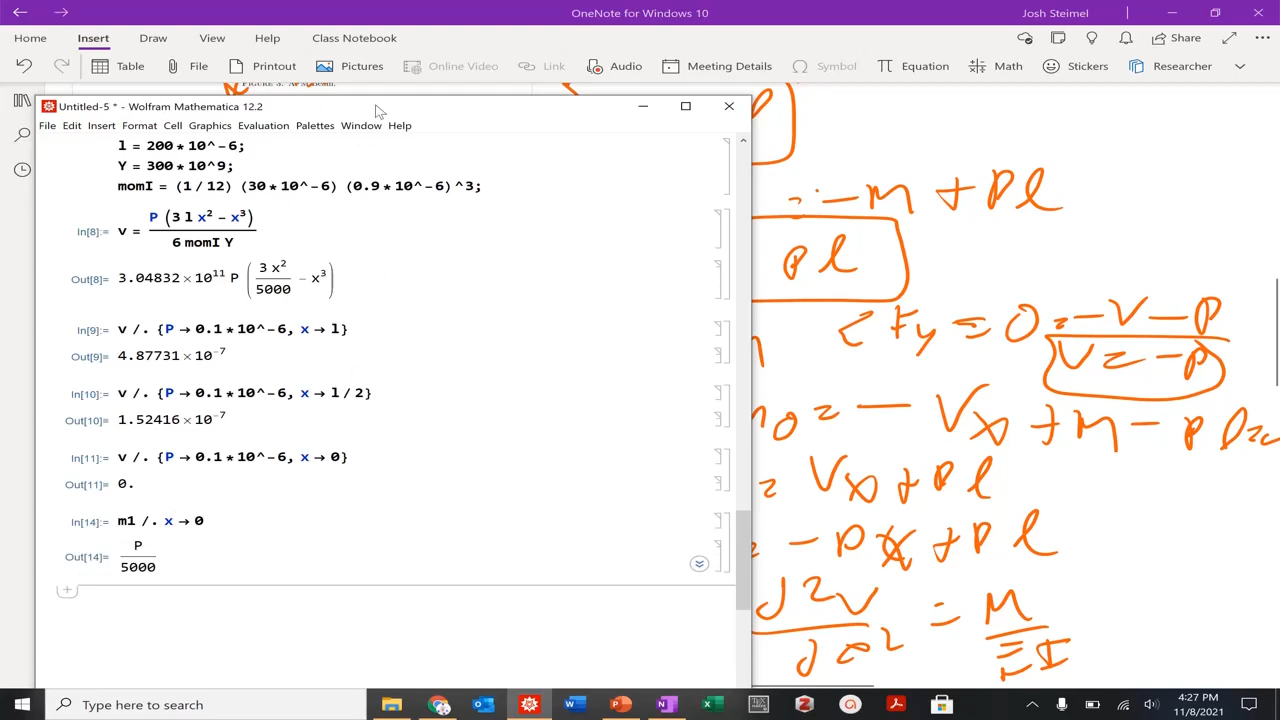 OneNote for Windows 10
Josh Steimel
Home Insert Draw View Help Class Notebook
Share
Table File Printout Pictures Online Video Link Audio Meeting Details Symbol Equation Math Stickers Researcher
Untitled-5 * - Wolfram Mathematica 12.2
File Edit Insert Format Cell Graphics Evaluation Palettes Window Help
l = 200*10^-6;
Y = 300*10^9;
momI = (1/12) (30*10^-6) (0.9*10^-6)^3;
In[8]:= v = P (3 l x² - x³) / 6 momI Y
Out[8]= 3.04832×10¹¹ P (3 x² / 5000 - x³)
In[9]:= v /. {P → 0.1*10^-6, x → l}
Out[9]= 4.87731×10⁻⁷
In[10]:= v /. {P → 0.1*10^-6, x → l/2}
Out[10]= 1.52416×10⁻⁷
In[11]:= v /. {P → 0.1*10^-6, x → 0}
Out[11]= 0.
In[14]:= m1 /. x → 0
Out[14]= P / 5000
-M + Pl
Pl
ΣFy = 0 = -V - P
V = -P
= - Vx + M - Pl =
= Vx + Pl
- Px + Pl
= M / EI
Type here to search
4:27 PM
11/8/2021